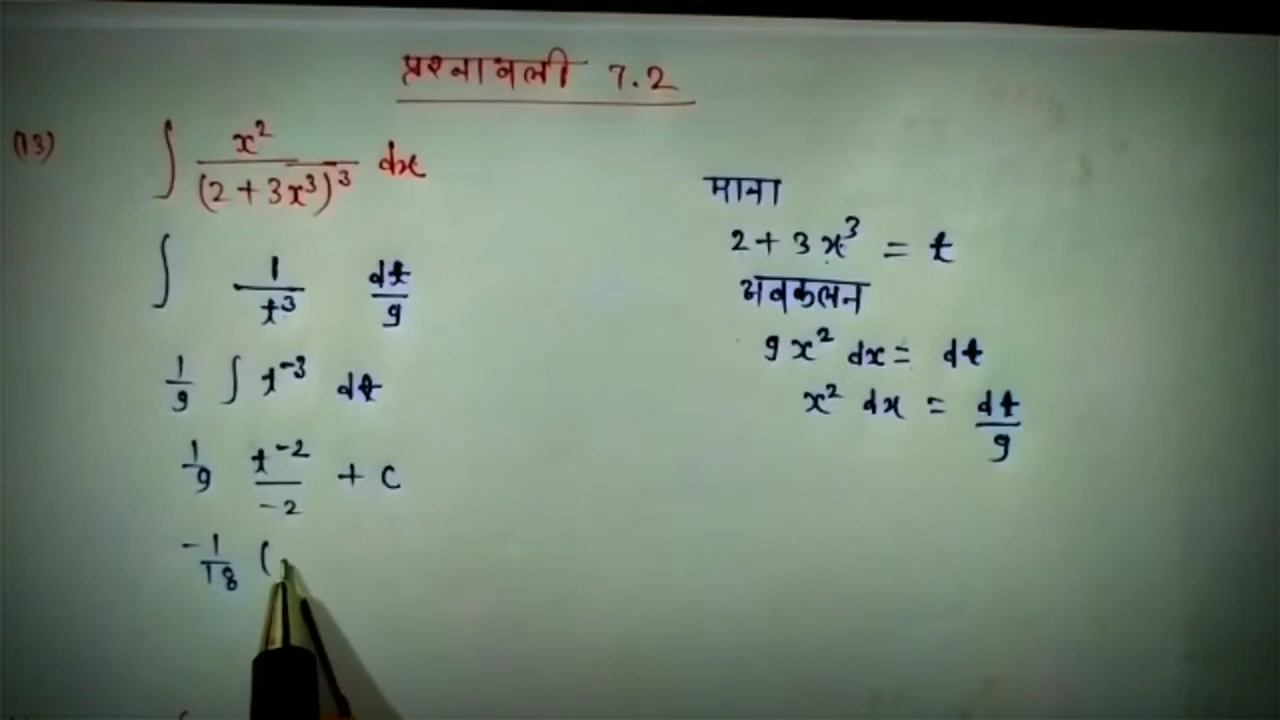 प्रश्नावली 7.2
(13) ∫ x²/(2+3x³)³ dx
∫ 1/t³ dt/9
1/9 ∫ t⁻³ dt
1/9 t⁻²/-2 + c
-1/18 (
माना
2+3x³ = t
अवकलन
9x² dx = dt
x² dx = dt/9